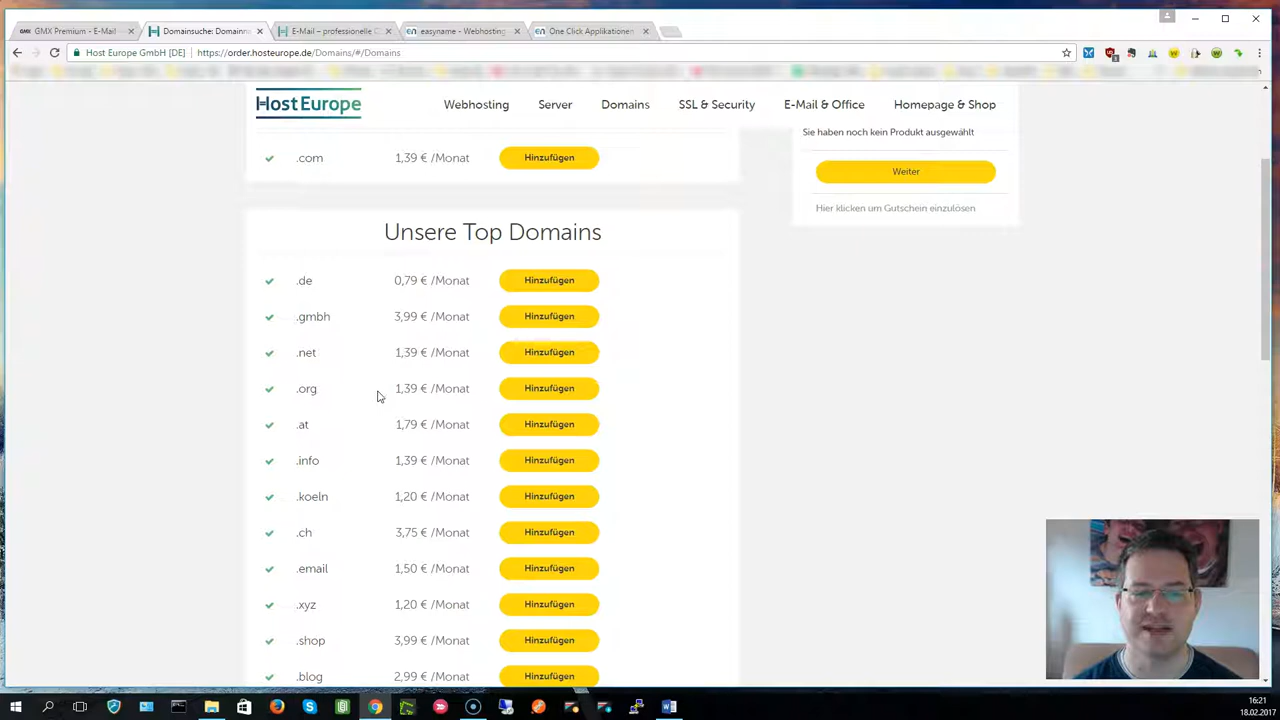 GMX Premium - E-Mail
Domainsuche: Domainn
E-Mail – professionelle C
easyname - Webhosting
One Click Applikationen
Host Europe GmbH [DE]
https://order.hosteurope.de/Domains/#/Domains
HostEurope
Webhosting
Server
Domains
SSL & Security
E-Mail & Office
Homepage & Shop
Sie haben noch kein Produkt ausgewählt
.com 1,39 € /Monat Hinzufügen
Weiter
Hier klicken um Gutschein einzulösen
Unsere Top Domains
.de 0,79 € /Monat Hinzufügen
.gmbh 3,99 € /Monat Hinzufügen
.net 1,39 € /Monat Hinzufügen
.org 1,39 € /Monat Hinzufügen
.at 1,79 € /Monat Hinzufügen
.info 1,39 € /Monat Hinzufügen
.koeln 1,20 € /Monat Hinzufügen
.ch 3,75 € /Monat Hinzufügen
.email 1,50 € /Monat Hinzufügen
.xyz 1,20 € /Monat Hinzufügen
.shop 3,99 € /Monat Hinzufügen
.blog 2,99 € /Monat Hinzufügen
16:21
18.02.2017